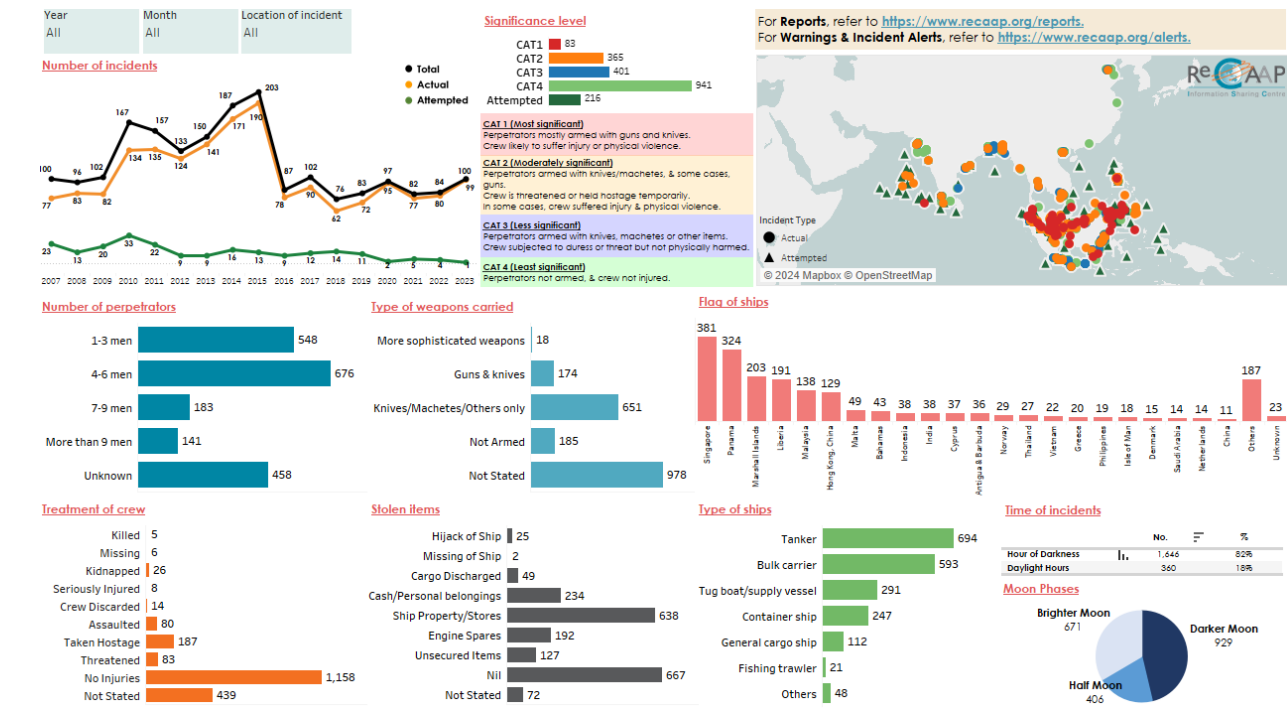 Year
All
Month
All
Location of incident
All
Number of incidents
Total
Actual
Attempted
100 96 102 167 157 133 150 187 203 87 102 76 83 97 82 84 100
77 83 82 134 135 124 141 171 190 78 90 62 72 95 77 80 99
23 13 20 33 22 9 9 16 13 9 12 14 11 2 5 4 1
2007 2008 2009 2010 2011 2012 2013 2014 2015 2016 2017 2018 2019 2020 2021 2022 2023
Significance level
CAT1 83
CAT2 365
CAT3 401
CAT4 941
Attempted 216
CAT 1 (Most significant)
Perpetrators mostly armed with guns and knives.
Crew likely to suffer injury or physical violence.
CAT 2 (Moderately significant)
Perpetrators armed with knives/machetes, & some cases,
guns.
Crew is threatened or held hostage temporarily.
In some cases, crew suffered injury & physical violence.
CAT 3 (Less significant)
Perpetrators armed with knives, machetes or other items.
Crew subjected to duress or threat but not physically harmed.
CAT 4 (Least significant)
Perpetrators not armed, & crew not injured.
For Reports, refer to https://www.recaap.org/reports.
For Warnings & Incident Alerts, refer to https://www.recaap.org/alerts.
ReCAAP
Information Sharing Centre
Incident Type
Actual
Attempted
© 2024 Mapbox © OpenStreetMap
Number of perpetrators
1-3 men 548
4-6 men 676
7-9 men 183
More than 9 men 141
Unknown 458
Type of weapons carried
More sophisticated weapons 18
Guns & knives 174
Knives/Machetes/Others only 651
Not Armed 185
Not Stated 978
Flag of ships
381 324 203 191 138 129 49 43 38 38 37 36 29 27 22 20 19 18 15 14 14 11 187 23
Singapore
Panama
Marshall Islands
Liberia
Malaysia
Hong Kong, China
Malta
Bahamas
Indonesia
India
Cyprus
Antigua & Barbuda
Norway
Thailand
Vietnam
Greece
Philippines
Isle of Man
Denmark
Saudi Arabia
Netherlands
China
Others
Unknown
Treatment of crew
Killed 5
Missing 6
Kidnapped 26
Seriously Injured 8
Crew Discarded 14
Assaulted 80
Taken Hostage 187
Threatened 83
No Injuries 1,158
Not Stated 439
Stolen items
Hijack of Ship 25
Missing of Ship 2
Cargo Discharged 49
Cash/Personal belongings 234
Ship Property/Stores 638
Engine Spares 192
Unsecured Items 127
Nil 667
Not Stated 72
Type of ships
Tanker 694
Bulk carrier 593
Tug boat/supply vessel 291
Container ship 247
General cargo ship 112
Fishing trawler 21
Others 48
Time of incidents
No. %
Hour of Darkness 1,646 82%
Daylight Hours 360 18%
Moon Phases
Brighter Moon
671
Darker Moon
929
Half Moon
406